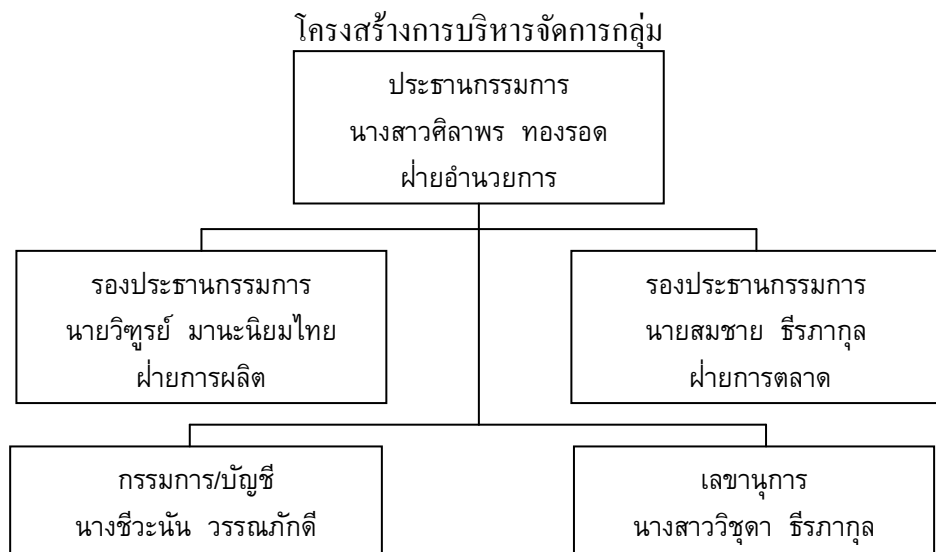 โครงสร้างการบริหารจัดการกลุ่ม
ประธานกรรมการ
นางสาวศิลาพร ทองรอด
ฝ่ายอำนวยการ
รองประธานกรรมการ
นายวิฑูรย์ มานะนิยมไทย
ฝ่ายการผลิต
รองประธานกรรมการ
นายสมชาย ธีรภากุล
ฝ่ายการตลาด
กรรมการ/บัญชี
นางชีวะนัน วรรณภักดี
เลขานุการ
นางสาววิชุดา ธีรภากุล